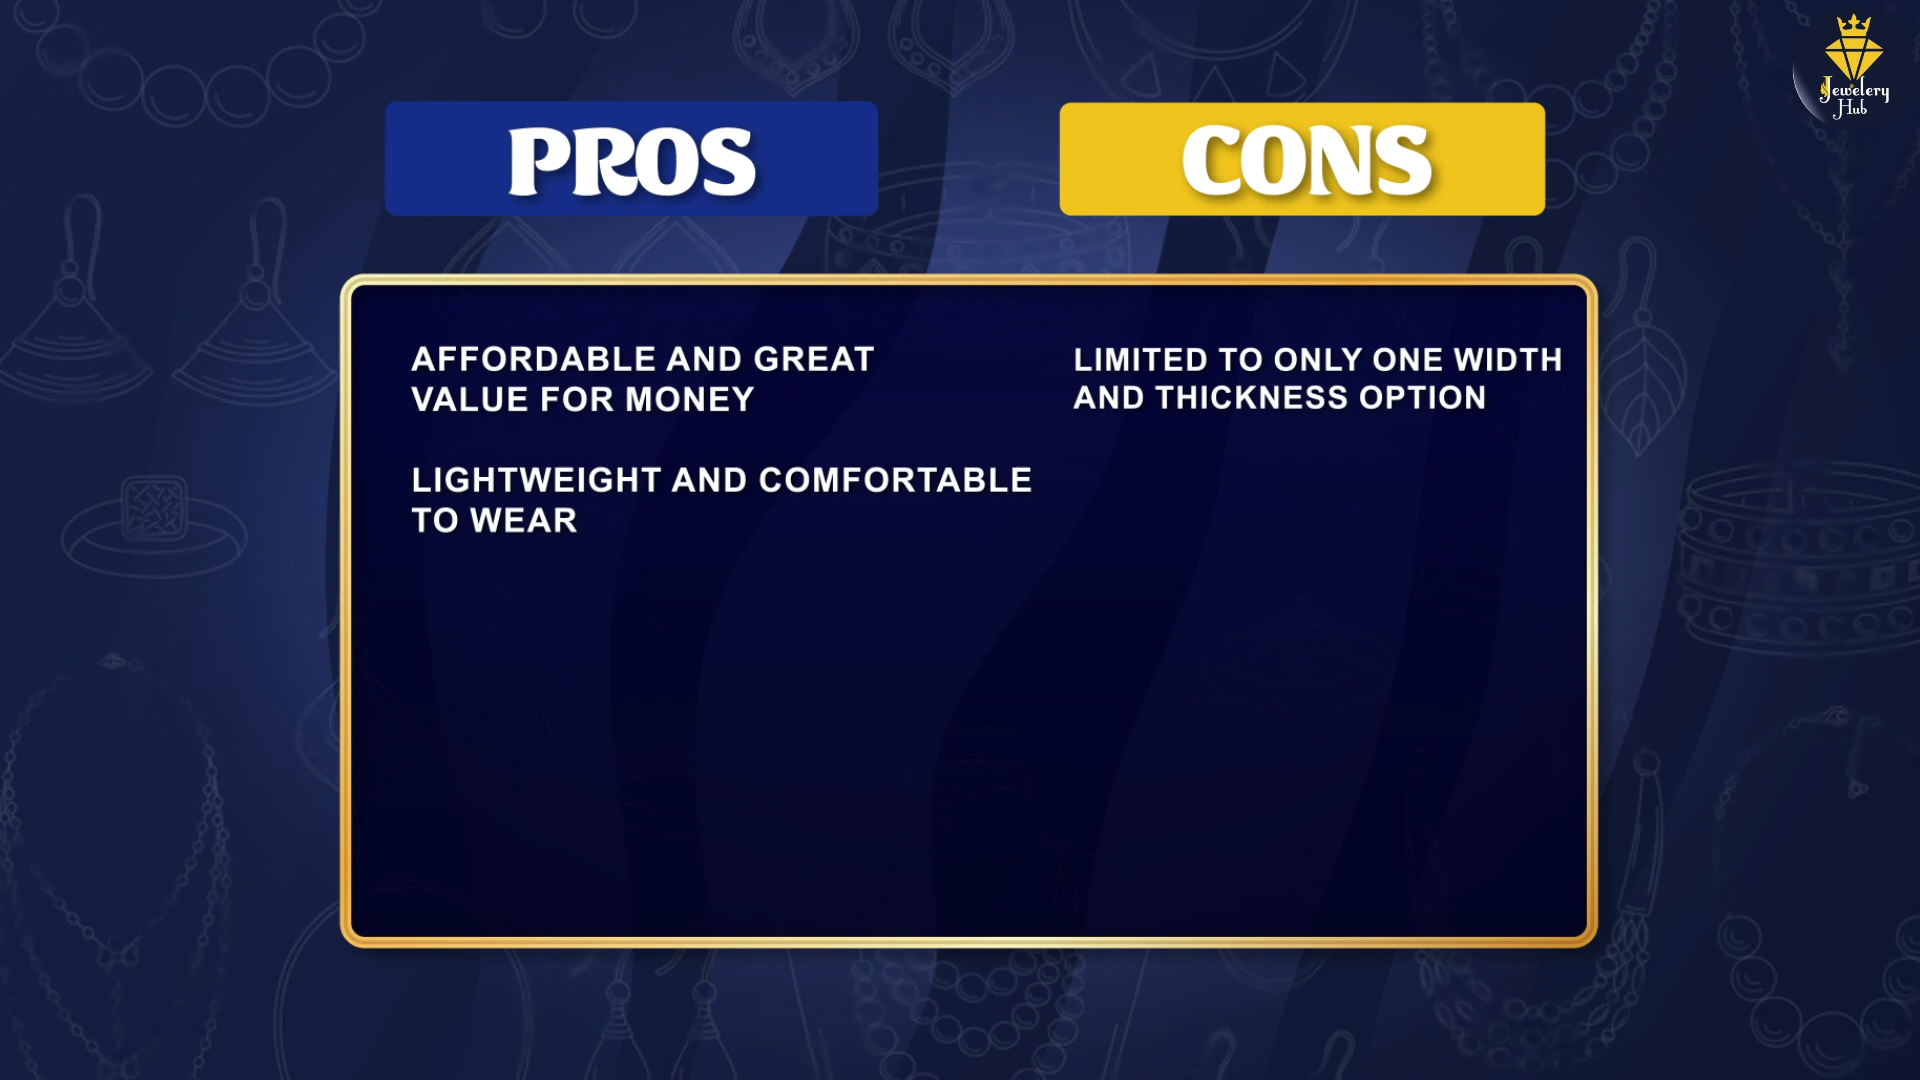 Jewelery
Hub
PROS
CONS
AFFORDABLE AND GREAT
VALUE FOR MONEY
LIGHTWEIGHT AND COMFORTABLE
TO WEAR
LIMITED TO ONLY ONE WIDTH
AND THICKNESS OPTION